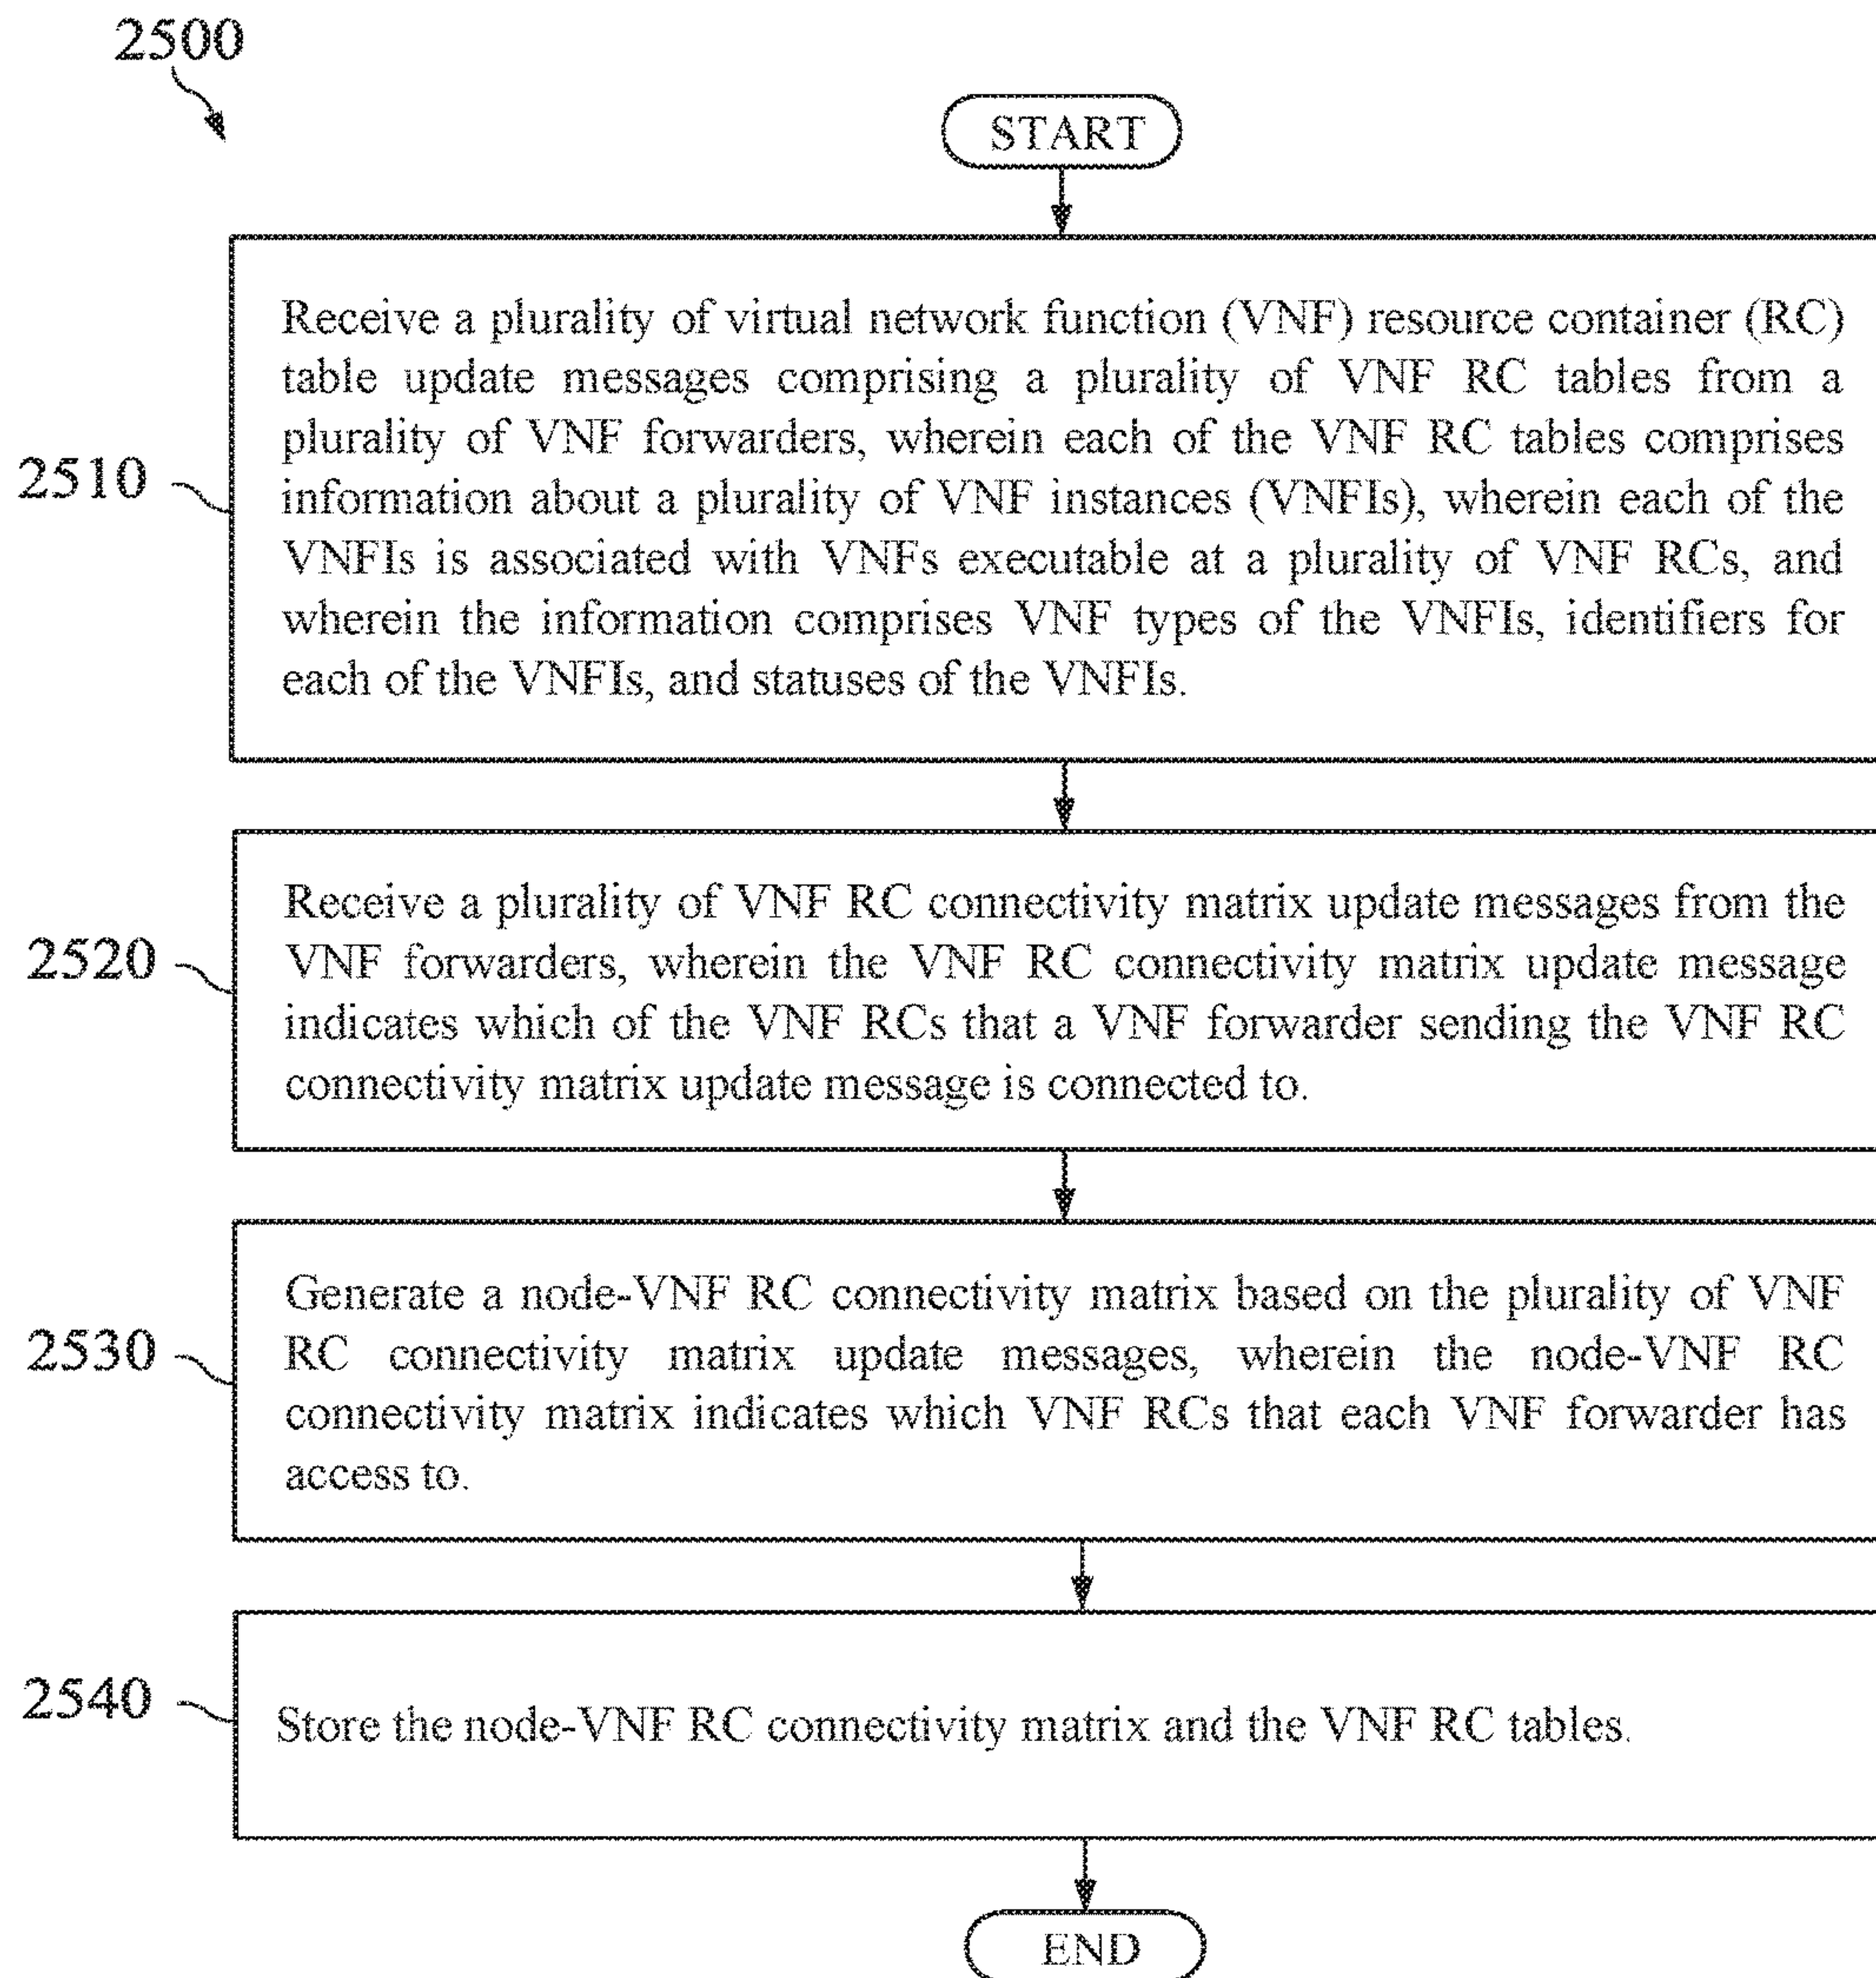 2500
START
Receive a plurality of virtual network function (VNF) resource container (RC)
table update messages comprising a plurality of VNF RC tables from a
plurality of VNF forwarders, wherein each of the VNF RC tables comprises
2510
information about a plurality of VNF instances (VNFIs), wherein each of the
VNFIs is associated with VNFs executable at a plurality of VNF RCs, and
wherein the information comprises VNF types of the VNFIs, identifiers for
each of the VNFIs, and statuses of the VNFIs.
Receive a plurality of VNF RC connectivity matrix update messages from the
2520
VNF forwarders, wherein the VNF RC connectivity matrix update message
indicates which of the VNF RCs that a VNF forwarder sending the VNF RC
connectivity matrix update message is connected to.
Generate a node-VNF RC connectivity matrix based on the plurality of VNF
2530
RC connectivity matrix update messages, wherein the node-VNF RC
connectivity matrix indicates which VNF RCs that each VNF forwarder has
access to.
2540
Store the node-VNF RC connectivity matrix and the VNF RC tables.
END